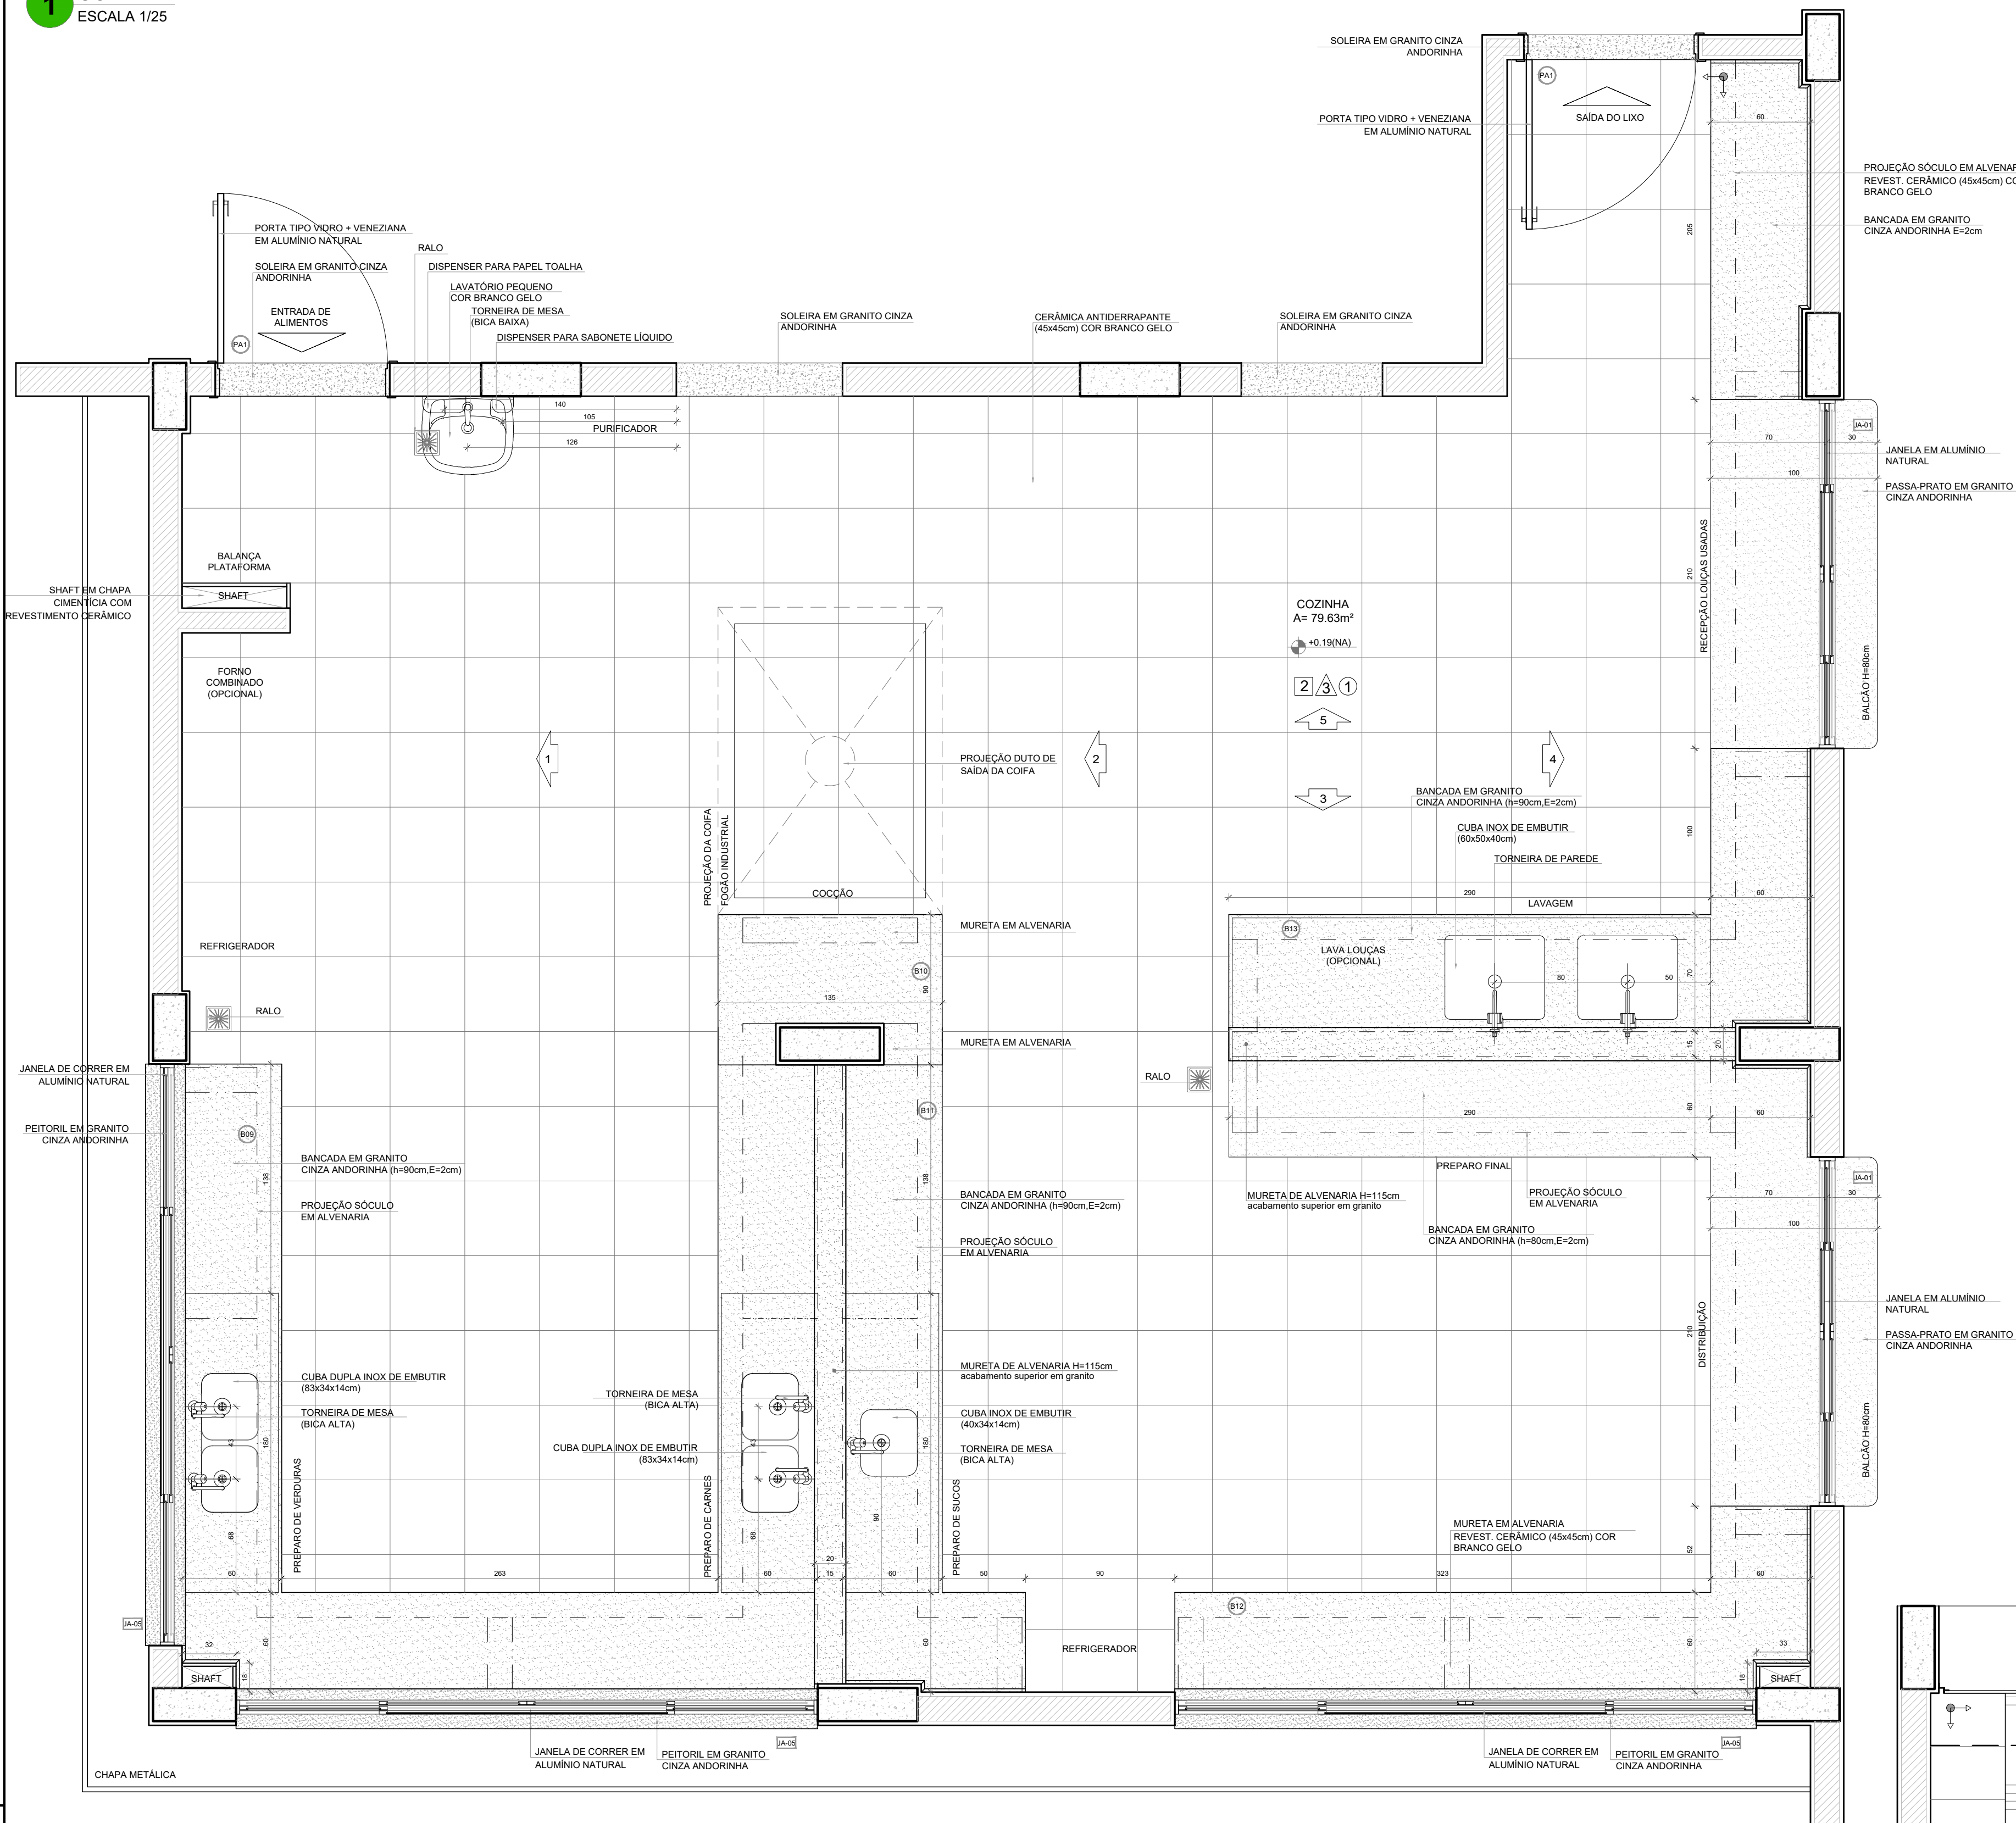 1
ESCALA 1/25
SOLEIRA EM GRANITO CINZA
ANDORINHA
PA1
SAÍDA DO LIXO
PORTA TIPO VIDRO + VENEZIANA
EM ALUMÍNIO NATURAL
60
PROJEÇÃO SÓCULO EM
REVEST. CERÂMICO (45x45cm)
BRANCO GELO
BANCADA EM GRANITO
CINZA ANDORINHA E=2cm
205
PORTA TIPO VIDRO + VENEZIANA
EM ALUMÍNIO NATURAL
RALO
SOLEIRA EM GRANITO CINZA
ANDORINHA
DISPENSER PARA PAPEL TOALHA
LAVATÓRIO PEQUENO
COR BRANCO GELO
TORNEIRA DE MESA
(BICA BAIXA)
DISPENSER PARA SABONETE LÍQUIDO
ENTRADA DE
ALIMENTOS
PA1
SOLEIRA EM GRANITO CINZA
ANDORINHA
CERÂMICA ANTIDERRAPANTE
(45x45cm) COR BRANCO GELO
SOLEIRA EM GRANITO CINZA
ANDORINHA
140
105
PURIFICADOR
126
JA-01
70
30
100
JANELA EM ALUMÍNIO
NATURAL
PASSA-PRATO EM GRANITO
CINZA ANDORINHA
RECEPÇÃO LOUÇAS USADAS
210
BALCÃO H=80cm
BALANÇA
PLATAFORMA
SHAFT
SHAFT EM CHAPA
CIMENTÍCIA COM
REVESTIMENTO CERÂMICO
FORNO
COMBINADO
(OPCIONAL)
COZINHA
A= 79.63m²
+0.19(NA)
2
3
1
5
1
2
4
3
PROJEÇÃO DUTO DE
SAÍDA DA COIFA
PROJEÇÃO DA COIFA
FOGÃO INDUSTRIAL
COCÇÃO
BANCADA EM GRANITO
CINZA ANDORINHA (h=90cm,E=2cm)
CUBA INOX DE EMBUTIR
(60x50x40cm)
TORNEIRA DE PAREDE
100
290
60
LAVAGEM
MURETA EM ALVENARIA
B13
LAVA LOUÇAS
(OPCIONAL)
80
50
70
REFRIGERADOR
B10
90
135
RALO
MURETA EM ALVENARIA
15
20
JANELA DE CORRER EM
ALUMÍNIO NATURAL
RALO
B11
60
290
60
PEITORIL EM GRANITO
CINZA ANDORINHA
B09
BANCADA EM GRANITO
CINZA ANDORINHA (h=90cm,E=2cm)
138
138
PREPARO FINAL
JA-01
70
30
100
PROJEÇÃO SÓCULO
EM ALVENARIA
BANCADA EM GRANITO
CINZA ANDORINHA (h=90cm,E=2cm)
MURETA DE ALVENARIA H=115cm
acabamento superior em granito
PROJEÇÃO SÓCULO
EM ALVENARIA
BANCADA EM GRANITO
CINZA ANDORINHA (h=80cm,E=2cm)
PROJEÇÃO SÓCULO
EM ALVENARIA
JANELA EM ALUMÍNIO
NATURAL
PASSA-PRATO EM GRANITO
CINZA ANDORINHA
DISTRIBUIÇÃO
210
BALCÃO H=80cm
CUBA DUPLA INOX DE EMBUTIR
(83x34x14cm)
TORNEIRA DE MESA
(BICA ALTA)
TORNEIRA DE MESA
(BICA ALTA)
CUBA DUPLA INOX DE EMBUTIR
(83x34x14cm)
MURETA DE ALVENARIA H=115cm
acabamento superior em granito
CUBA INOX DE EMBUTIR
(40x34x14cm)
TORNEIRA DE MESA
(BICA ALTA)
43
180
43
180
PREPARO DE VERDURAS
PREPARO DE CARNES
PREPARO DE SUCOS
68
68
90
MURETA EM ALVENARIA
REVEST. CERÂMICO (45x45cm) COR
BRANCO GELO
52
60
263
60
20
15
60
50
90
323
60
B12
JA-05
32
60
60
REFRIGERADOR
60
33
SHAFT
18
18
SHAFT
JA-05
JA-05
JANELA DE CORRER EM
ALUMÍNIO NATURAL
PEITORIL EM GRANITO
CINZA ANDORINHA
JANELA DE CORRER EM
ALUMÍNIO NATURAL
PEITORIL EM GRANITO
CINZA ANDORINHA
CHAPA METÁLICA